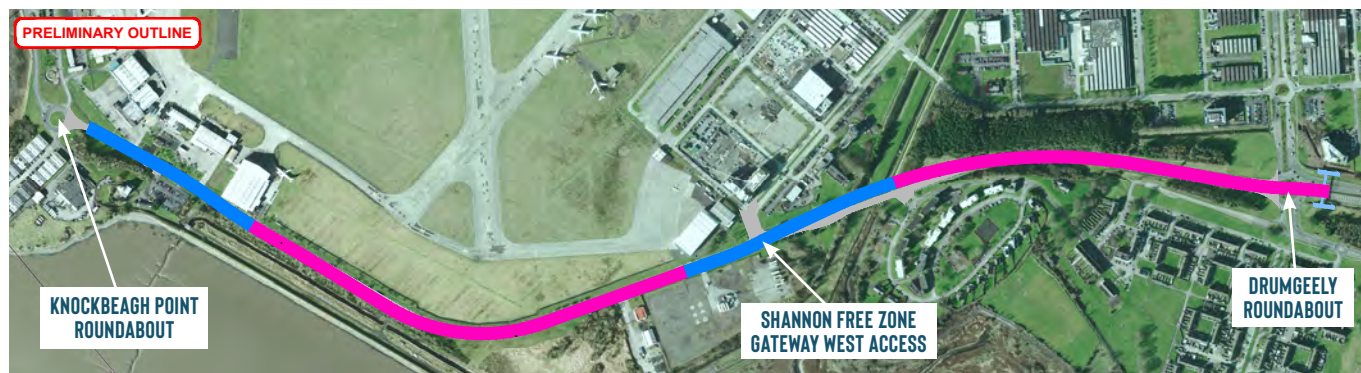 PRELIMINARY OUTLINE
KNOCKBEAGH POINT
ROUNDABOUT
SHANNON FREE ZONE
GATEWAY WEST ACCESS
DRUMGEELY
ROUNDABOUT